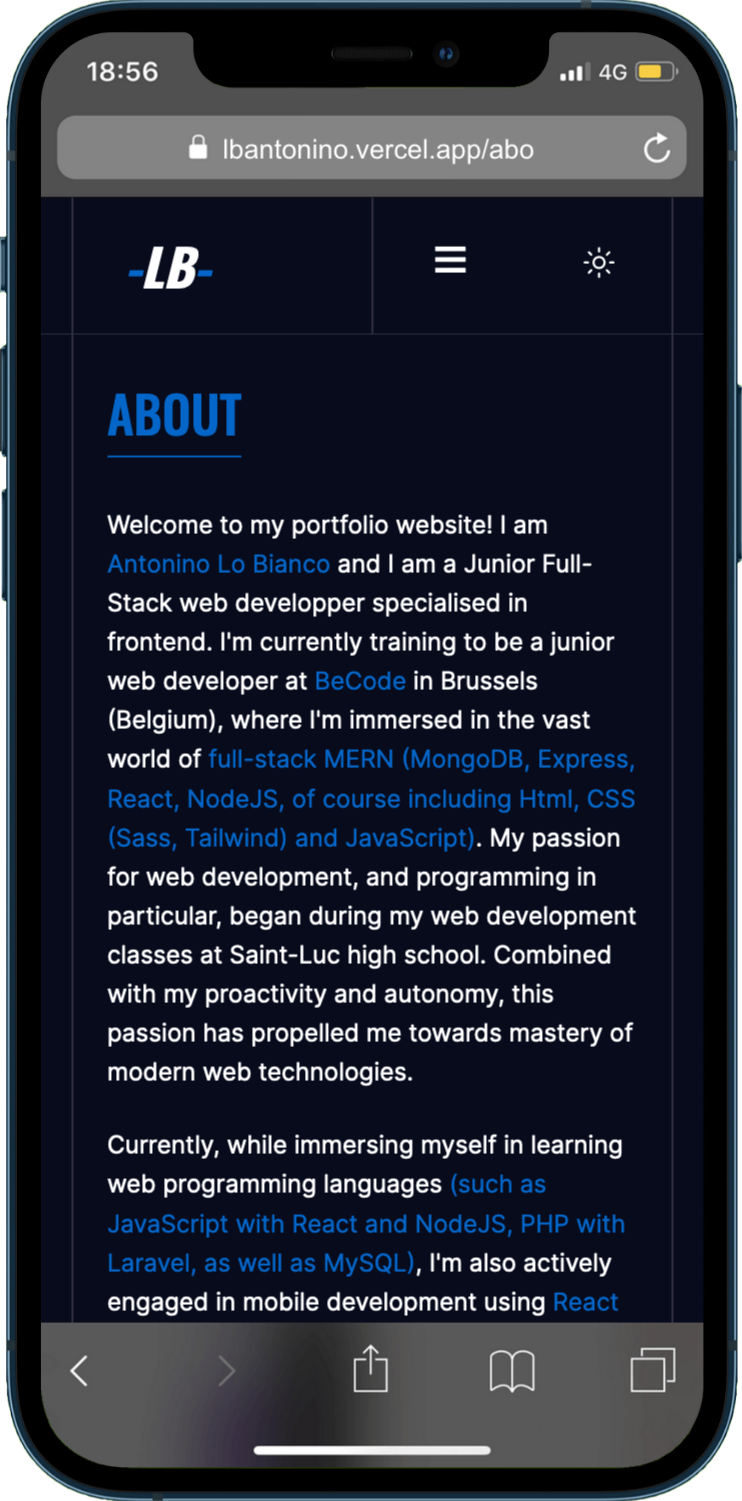 18:56
4G
lbantonino.vercel.app/abo
-LB-
ABOUT
Welcome to my portfolio website! I am
Antonino Lo Bianco and I am a Junior Full-
Stack web developper specialised in
frontend. I'm currently training to be a junior
web developer at BeCode in Brussels
(Belgium), where I'm immersed in the vast
world of full-stack MERN (MongoDB, Express,
React, NodeJS, of course including Html, CSS
(Sass, Tailwind) and JavaScript). My passion
for web development, and programming in
particular, began during my web development
classes at Saint-Luc high school. Combined
with my proactivity and autonomy, this
passion has propelled me towards mastery of
modern web technologies.
Currently, while immersing myself in learning
web programming languages (such as
JavaScript with React and NodeJS, PHP with
Laravel, as well as MySQL), I'm also actively
engaged in mobile development using React